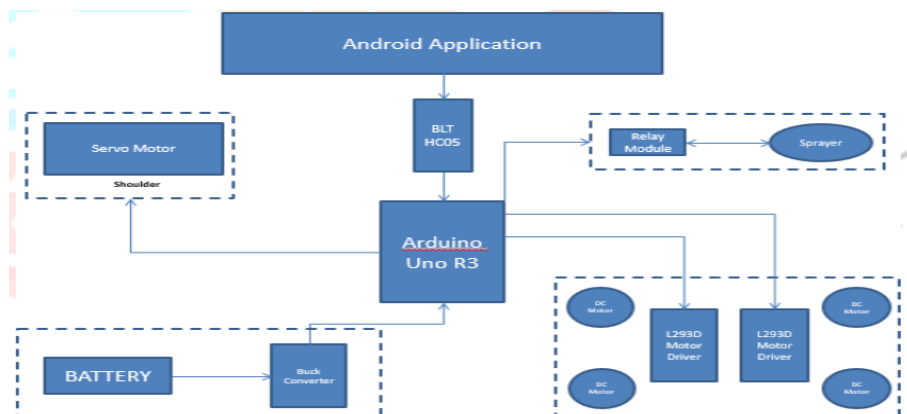 Android Application
BLT
HC05
Servo Motor
Shoulder
Relay
Module
Sprayer
Arduino
Uno R3
DC
Motor
L293D
Motor
Driver
L293D
Motor
Driver
DC
Motor
BATTERY
Buck
Converter
DC
Motor
DC
Motor